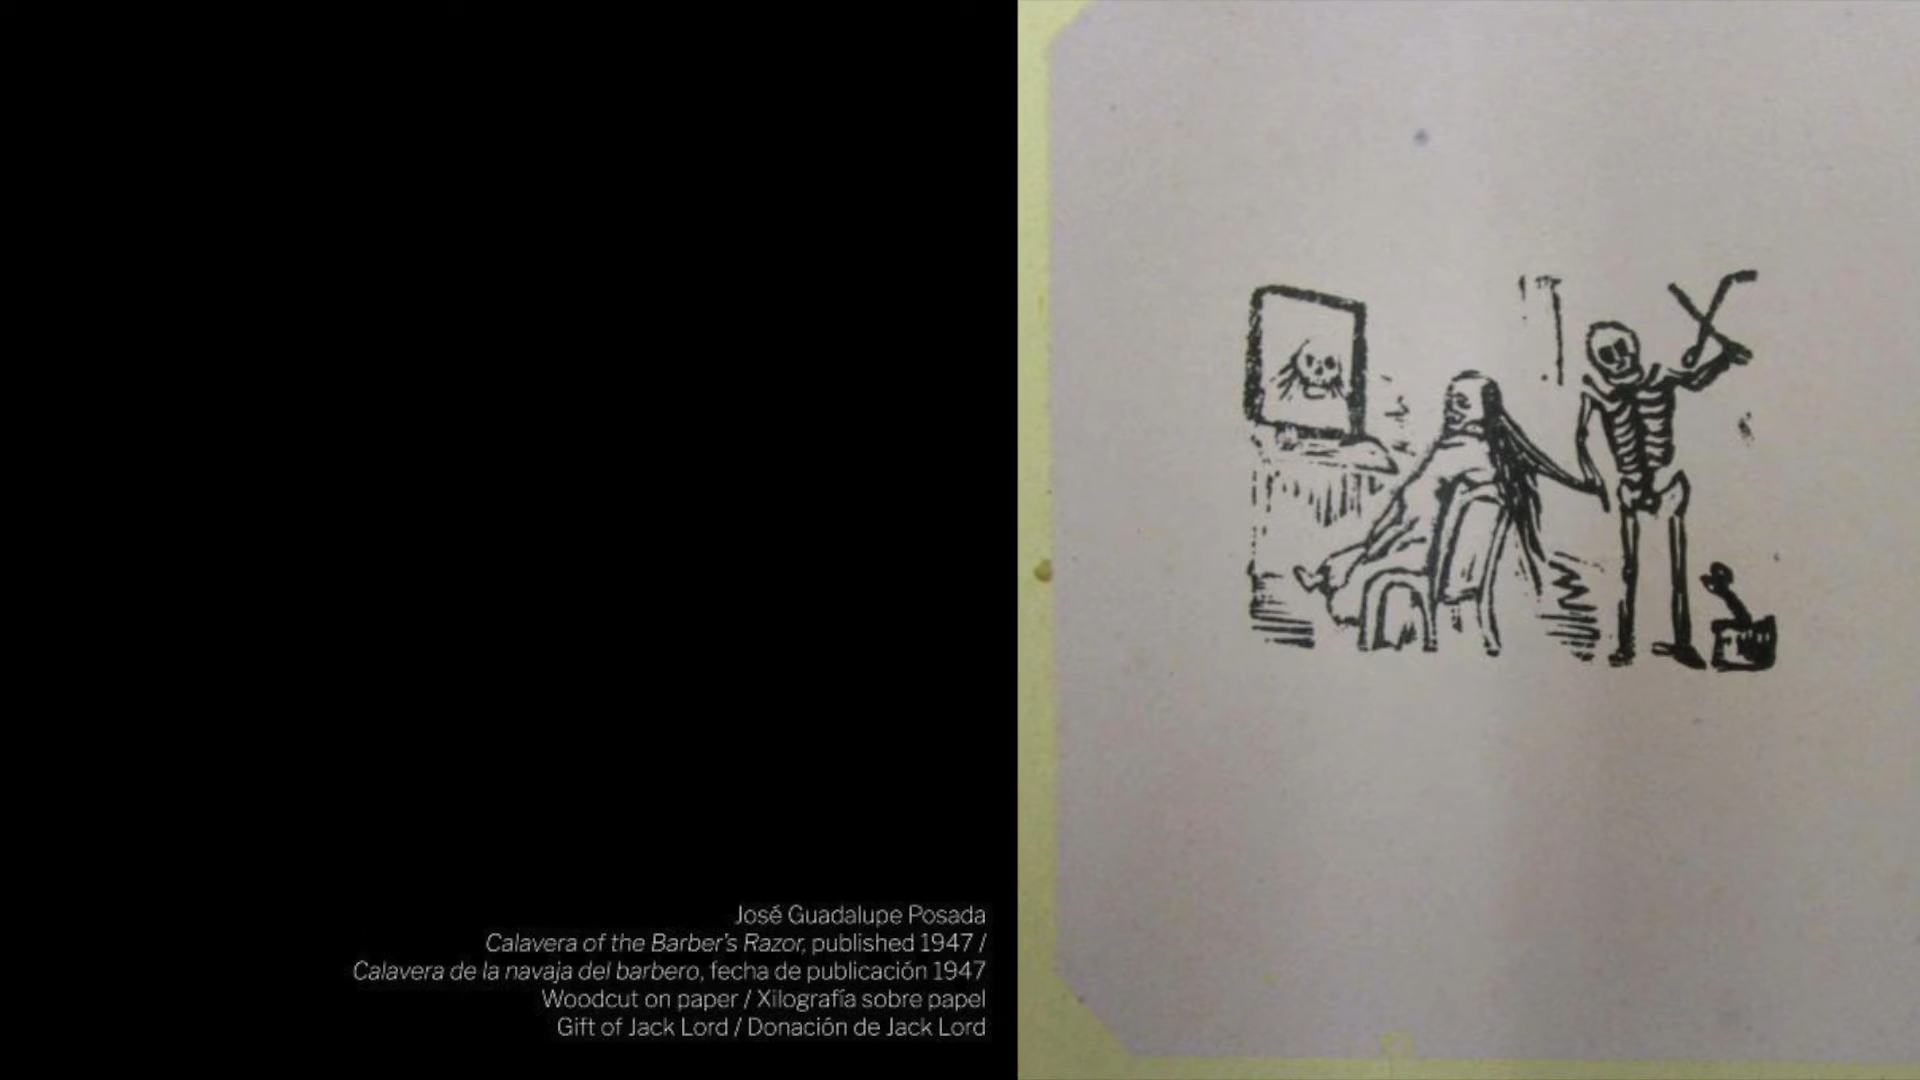 José Guadalupe Posada
Calavera of the Barber's Razor, published 1947 /
Calavera de la navaja del barbero, fecha de publicación 1947
Woodcut on paper / Xilografía sobre papel
Gift of Jack Lord / Donación de Jack Lord